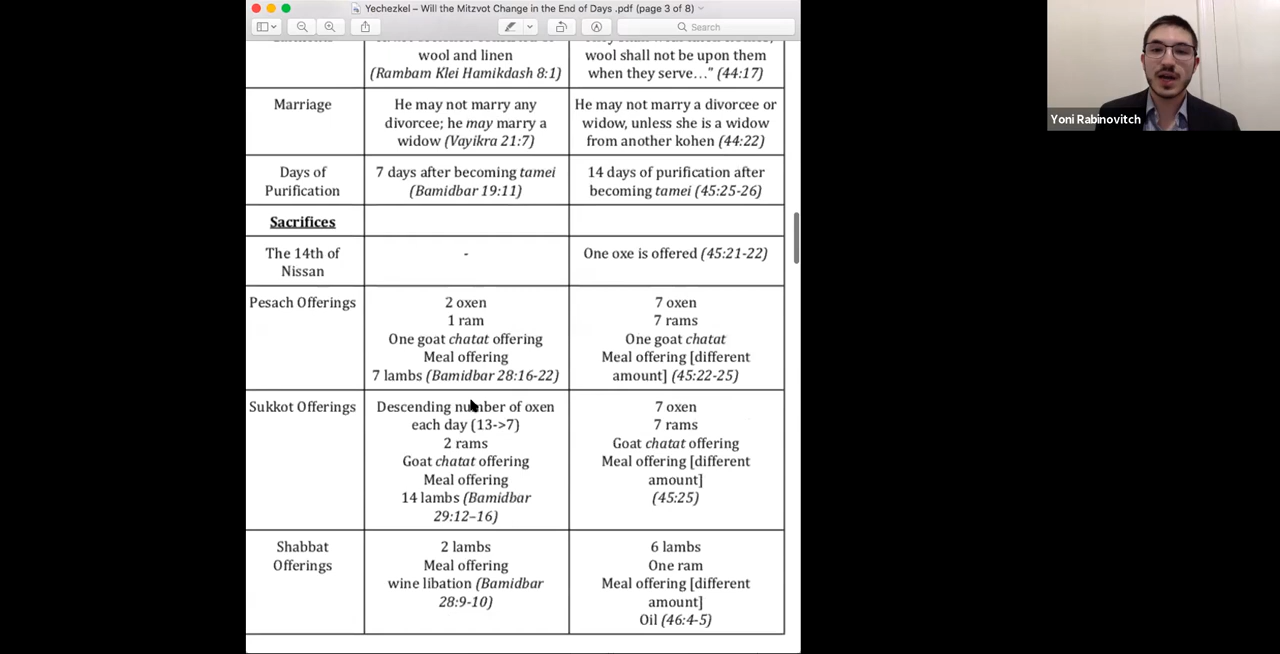 Yechezkel – Will the Mitzvot Change in the End of Days .pdf (page 3 of 8)
Search
wool and linen
(Rambam Klei Hamikdash 8:1)
wool shall not be upon them
when they serve…" (44:17)
Marriage
He may not marry any
divorcee; he may marry a
widow (Vayikra 21:7)
He may not marry a divorcee or
widow, unless she is a widow
from another kohen (44:22)
Days of
Purification
7 days after becoming tamei
(Bamidbar 19:11)
14 days of purification after
becoming tamei (45:25-26)
Sacrifices
The 14th of
Nissan
-
One oxe is offered (45:21-22)
Pesach Offerings
2 oxen
1 ram
One goat chatat offering
Meal offering
7 lambs (Bamidbar 28:16-22)
7 oxen
7 rams
One goat chatat
Meal offering [different
amount] (45:22-25)
Sukkot Offerings
Descending number of oxen
each day (13->7)
2 rams
Goat chatat offering
Meal offering
14 lambs (Bamidbar
29:12–16)
7 oxen
7 rams
Goat chatat offering
Meal offering [different
amount]
(45:25)
Shabbat
Offerings
2 lambs
Meal offering
wine libation (Bamidbar
28:9-10)
6 lambs
One ram
Meal offering [different
amount]
Oil (46:4-5)
Yoni Rabinovitch